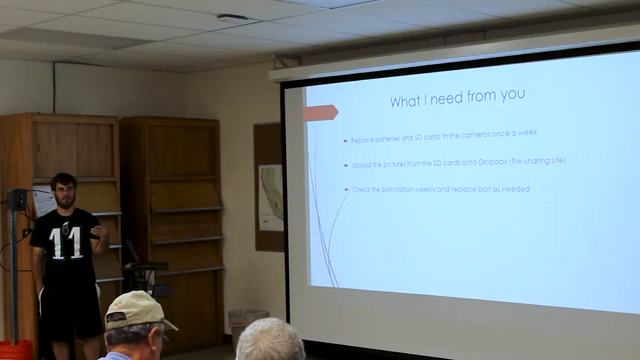 What I need from you
Replace batteries and SD cards in the cameras once a week.
Upload the pictures from the SD cards onto Dropbox (file-sharing site)
Check the bait station weekly and replace bait as needed
11